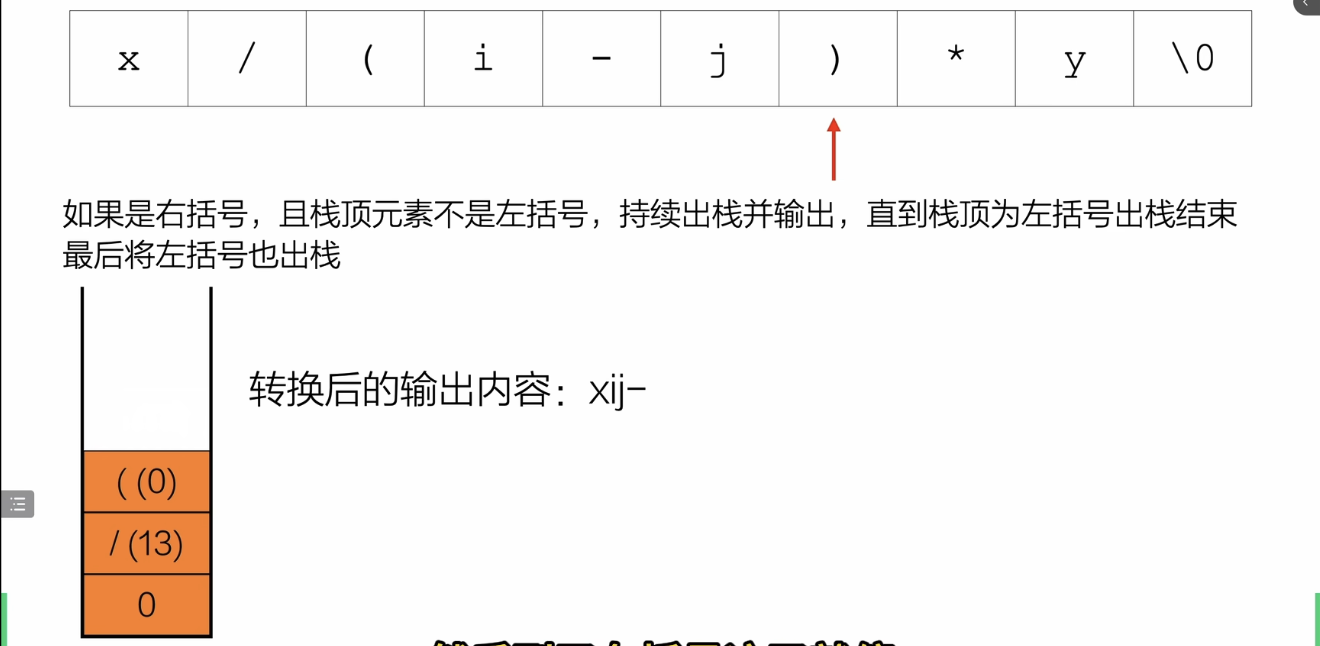 x / ( i - j ) * y \0
如果是右括号，且栈顶元素不是左括号，持续出栈并输出，直到栈顶为左括号出栈结束
最后将左括号也出栈
转换后的输出内容：xij-
( (0)
/ (13)
0